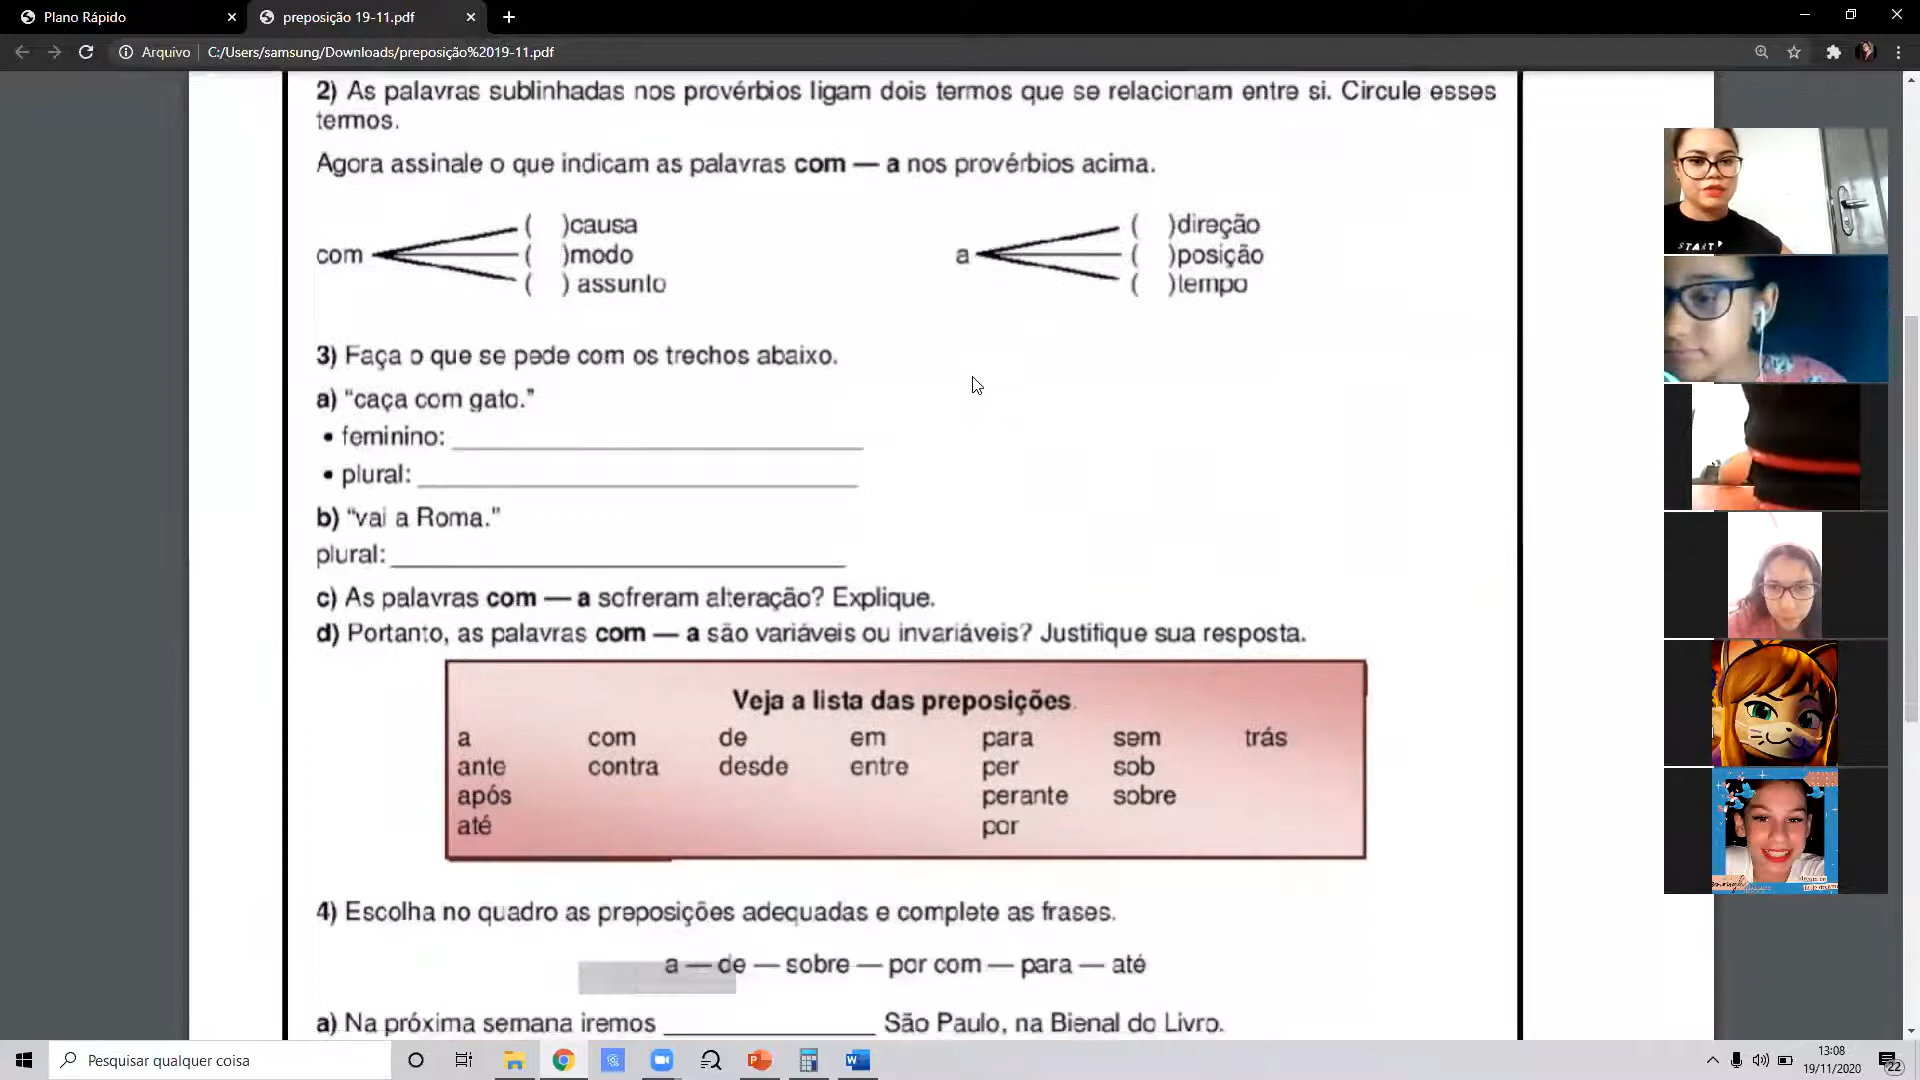 Plano Rápido
preposição 19-11.pdf
Arquivo
C:/Users/samsung/Downloads/preposição%2019-11.pdf
2) As palavras sublinhadas nos provérbios ligam dois termos que se relacionam entre si. Circule esses
termos.
Agora assinale o que indicam as palavras com — a nos provérbios acima.
com ( )causa
( )modo
( ) assunto
a ( )direção
( )posição
( )tempo
3) Faça o que se pede com os trechos abaixo.
a) “caça com gato.”
• feminino: ______________
• plural: ______________
b) “vai a Roma.”
plural: ______________
c) As palavras com — a sofreram alteração? Explique.
d) Portanto, as palavras com — a são variáveis ou invariáveis? Justifique sua resposta.
Veja a lista das preposições.
a com de em para sem trás
ante contra desde entre per sob
após perante sobre
até por
4) Escolha no quadro as preposições adequadas e complete as frases.
a — de — sobre — por com — para — até
a) Na próxima semana iremos ______________ São Paulo, na Bienal do Livro.
START
Pesquisar qualquer coisa
13:08
19/11/2020
22